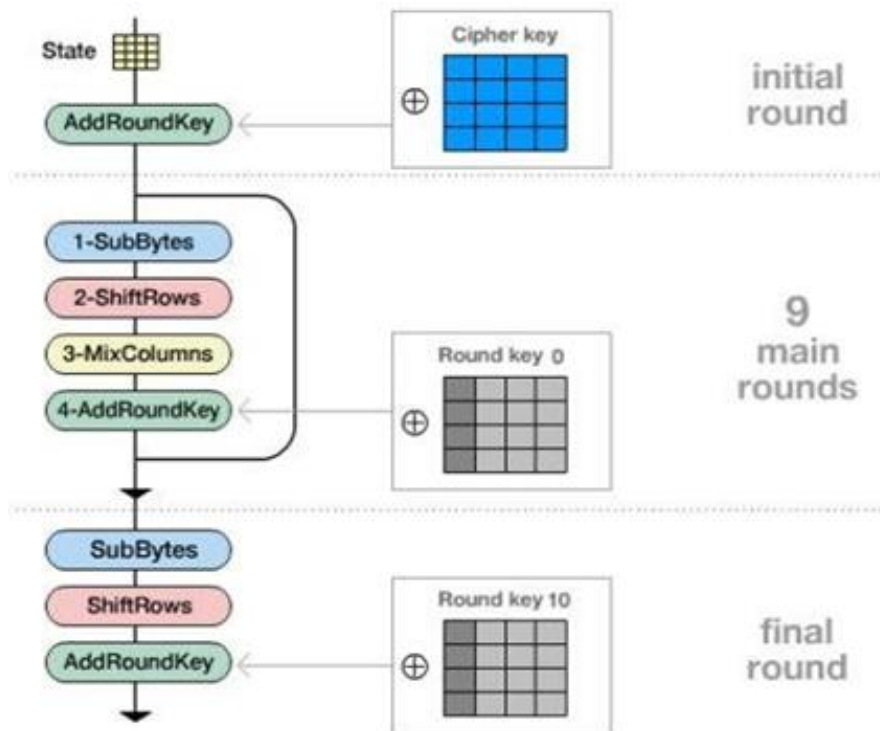 State
Cipher key
initial
round
AddRoundKey
1-SubBytes
2-ShiftRows
3-MixColumns
4-AddRoundKey
Round key 0
9
main
rounds
SubBytes
ShiftRows
AddRoundKey
Round key 10
final
round